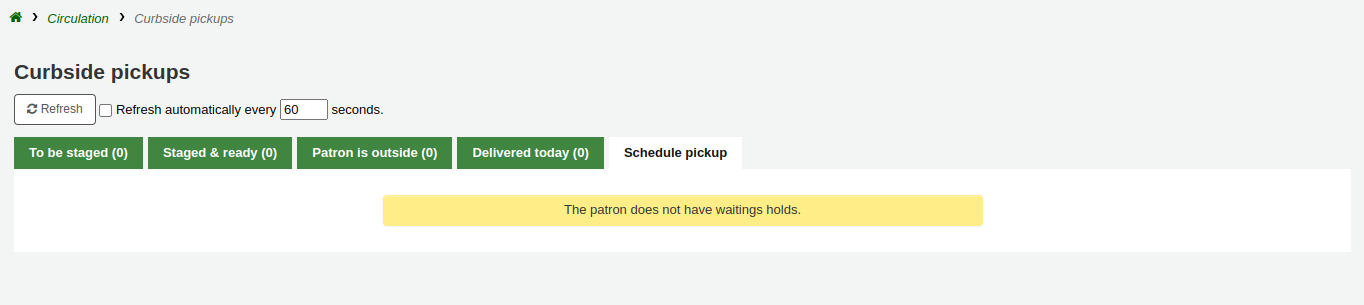 Circulation Curbside pickups
Curbside pickups
Refresh Refresh automatically every 60 seconds.
To be staged (0) Staged & ready (0) Patron is outside (0) Delivered today (0) Schedule pickup
The patron does not have waitings holds.